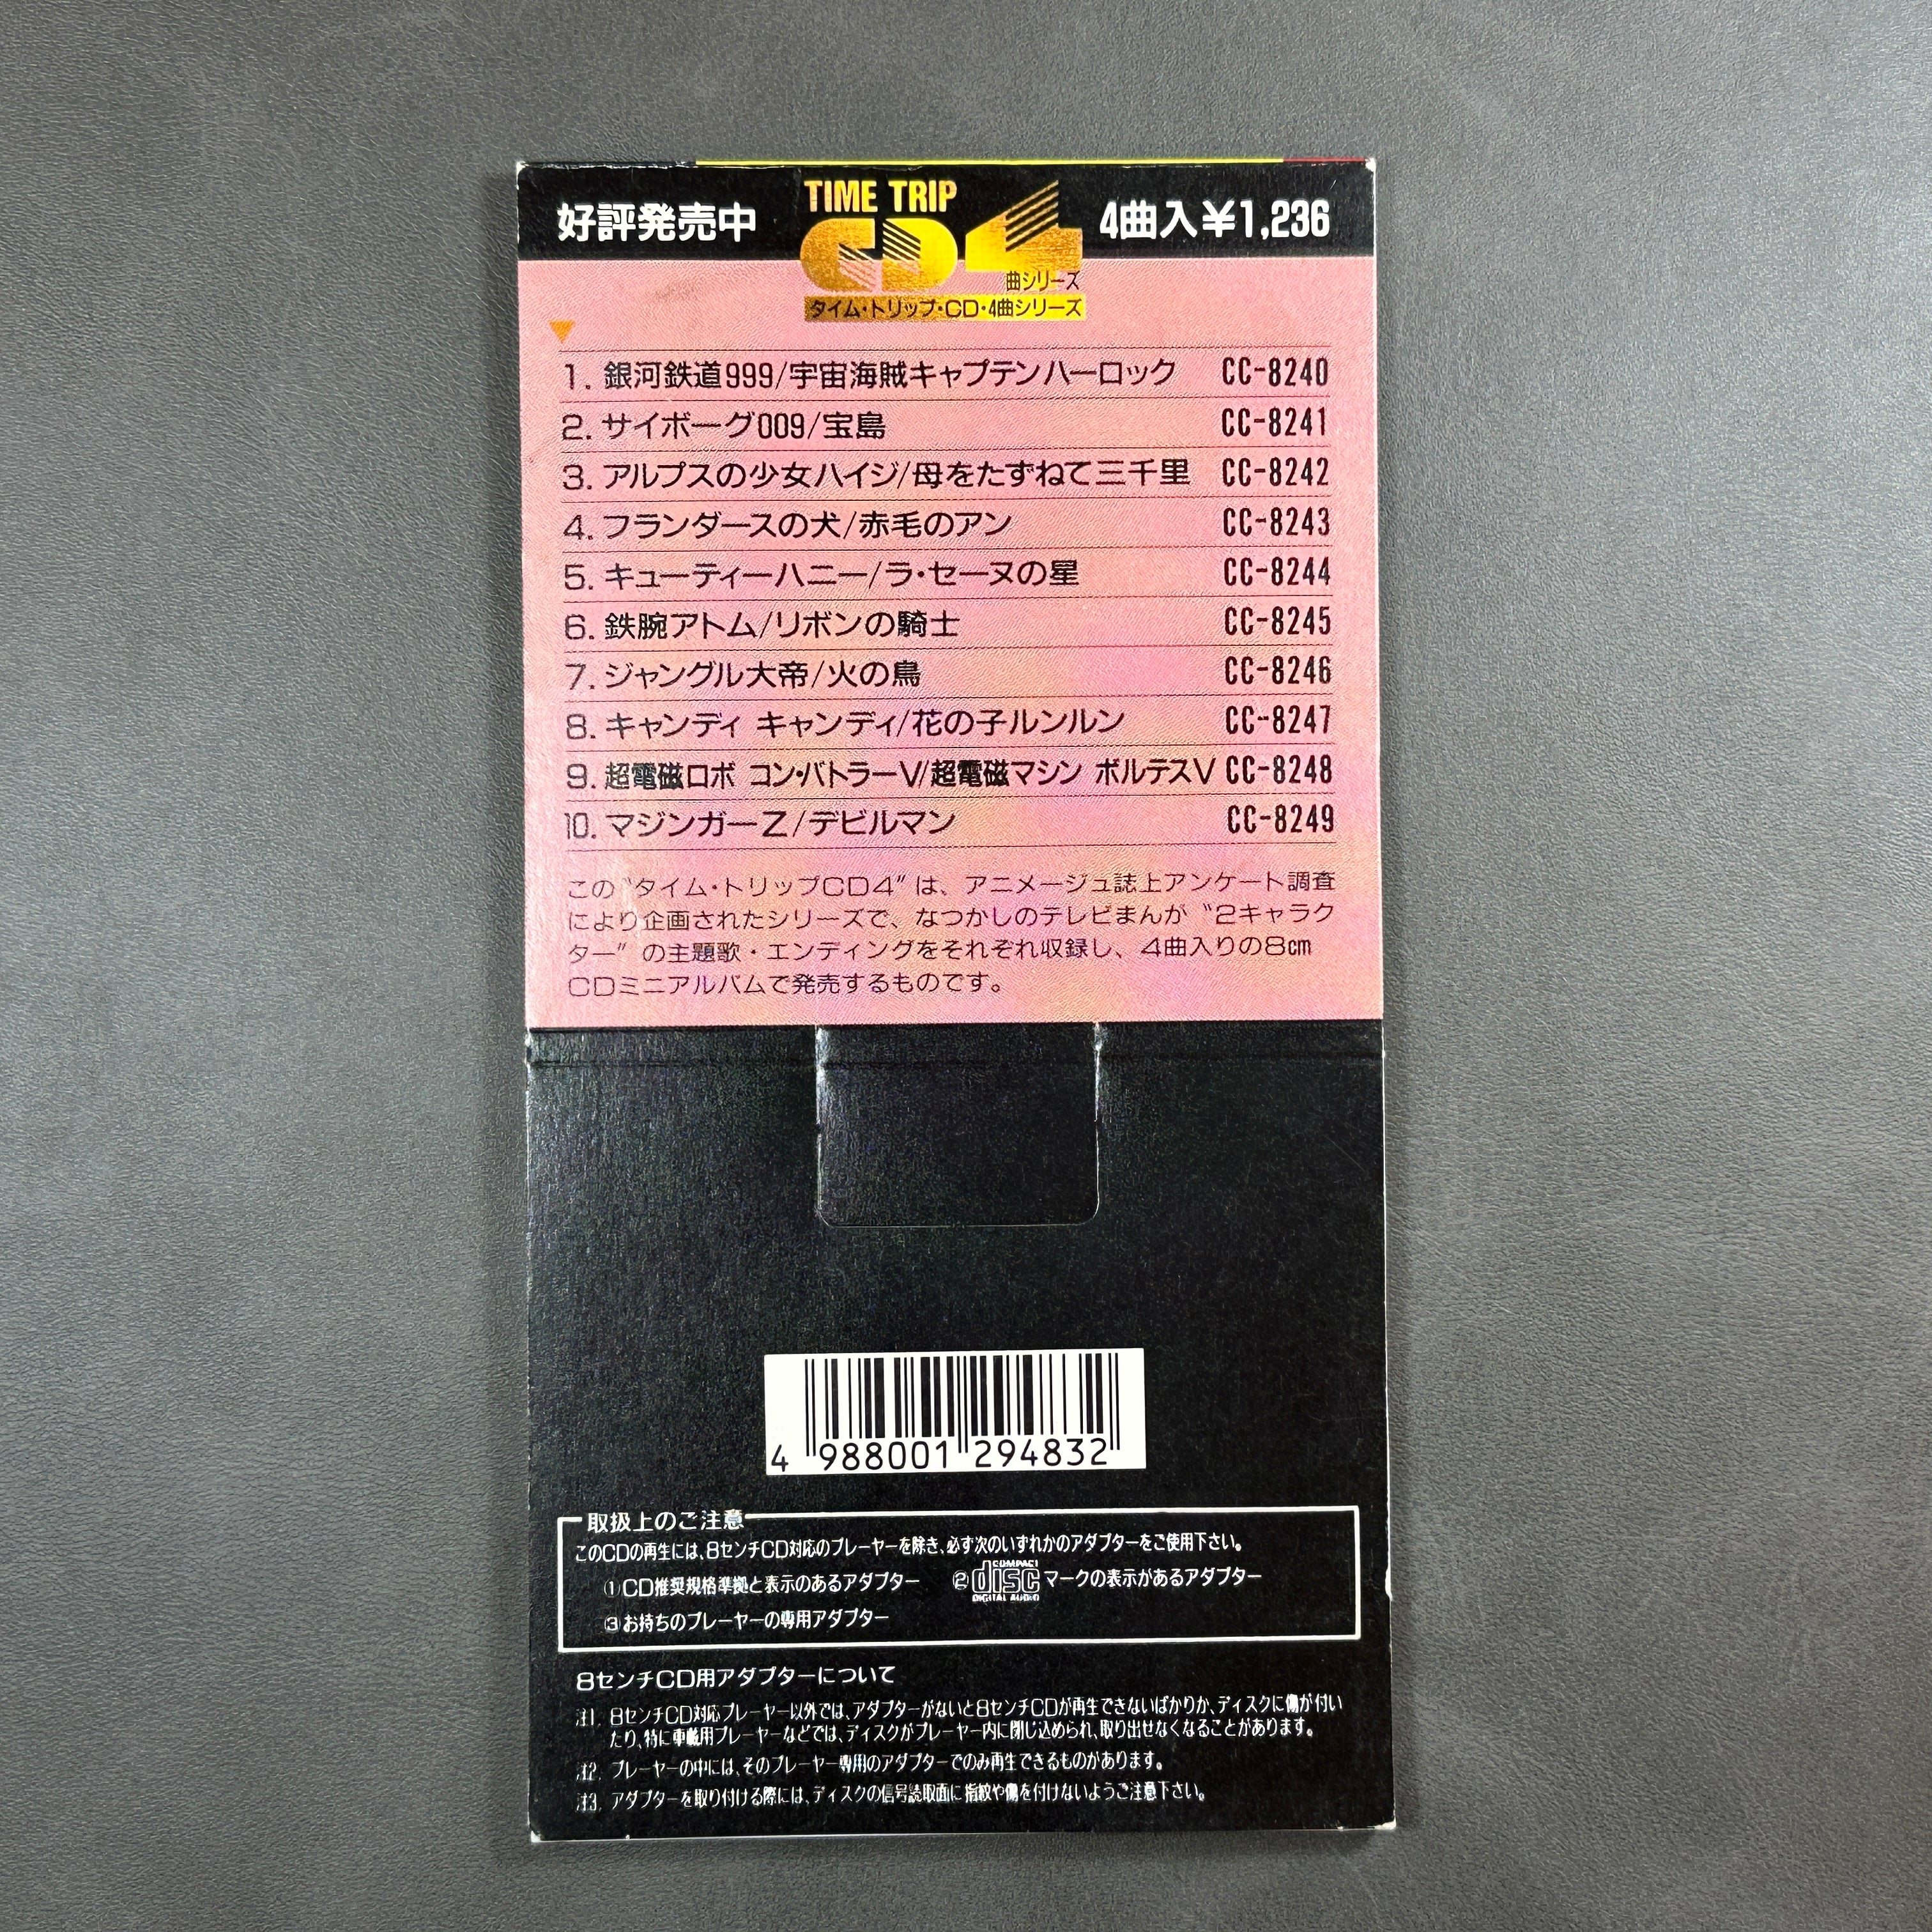 好評発売中
TIME TRIP
CD4
曲シリーズ
タイム・トリップ・CD・4曲シリーズ
4曲入¥1,236
1. 銀河鉄道999/宇宙海賊キャプテンハーロック CC-8240
2. サイボーグ009/宝島 CC-8241
3. アルプスの少女ハイジ/母をたずねて三千里 CC-8242
4. フランダースの犬/赤毛のアン CC-8243
5. キューティーハニー/ラ・セーヌの星 CC-8244
6. 鉄腕アトム/リボンの騎士 CC-8245
7. ジャングル大帝/火の鳥 CC-8246
8. キャンディ キャンディ/花の子ルンルン CC-8247
9. 超電磁ロボ コン・バトラーV/超電磁マシン ボルテスV CC-8248
10. マジンガーZ/デビルマン CC-8249
この“タイム・トリップCD4”は、アニメージュ誌上アンケート調査
により企画されたシリーズで、なつかしのテレビまんが“2キャラク
ター”の主題歌・エンディングをそれぞれ収録し、4曲入りの8cm
CDミニアルバムで発売するものです。
4 988001 294832
取扱上のご注意
このCDの再生には、8センチCD対応のプレーヤーを除き、必ず次のいずれかのアダプターをご使用下さい。
①CD推奨規格準拠と表示のあるアダプター ②COMPACT disc DIGITAL AUDIO マークの表示があるアダプター
③お持ちのプレーヤーの専用アダプター
8センチCD用アダプターについて
注1. 8センチCD対応プレーヤー以外では、アダプターがないと8センチCDが再生できないばかりか、ディスクに傷が付い
たり、特に車載用プレーヤーなどでは、ディスクがプレーヤー内に閉じ込められ、取り出せなくなることがあります。
注2. プレーヤーの中には、そのプレーヤー専用のアダプターでのみ再生できるものがあります。
注3. アダプターを取り付ける際には、ディスクの信号読取面に指紋や傷を付けないようご注意下さい。